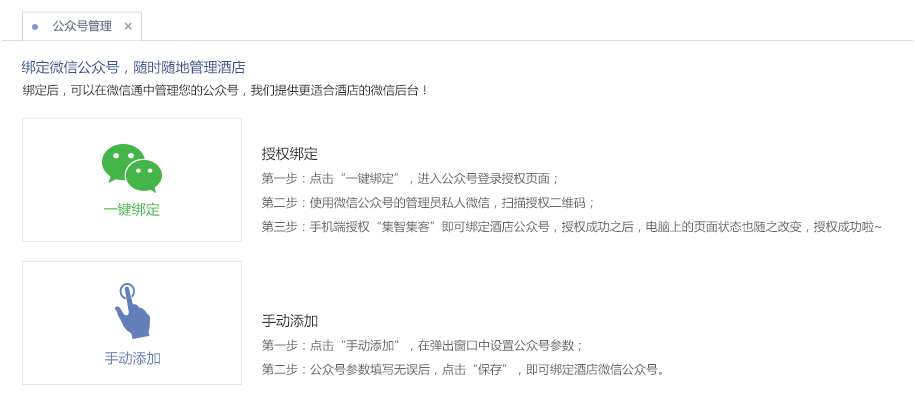 公众号管理 ×
绑定微信公众号，随时随地管理酒店
绑定后，可以在微信通中管理您的公众号，我们提供更适合酒店的微信后台！
一键绑定
授权绑定
第一步：点击“一键绑定”，进入公众号登录授权页面；
第二步：使用微信公众号的管理员私人微信，扫描授权二维码；
第三步：手机端授权“集智集客”即可绑定酒店公众号，授权成功之后，电脑上的页面状态也随之改变，授权成功啦~
手动添加
手动添加
第一步：点击“手动添加”，在弹出窗口中设置公众号参数；
第二步：公众号参数填写无误后，点击“保存”，即可绑定酒店微信公众号。